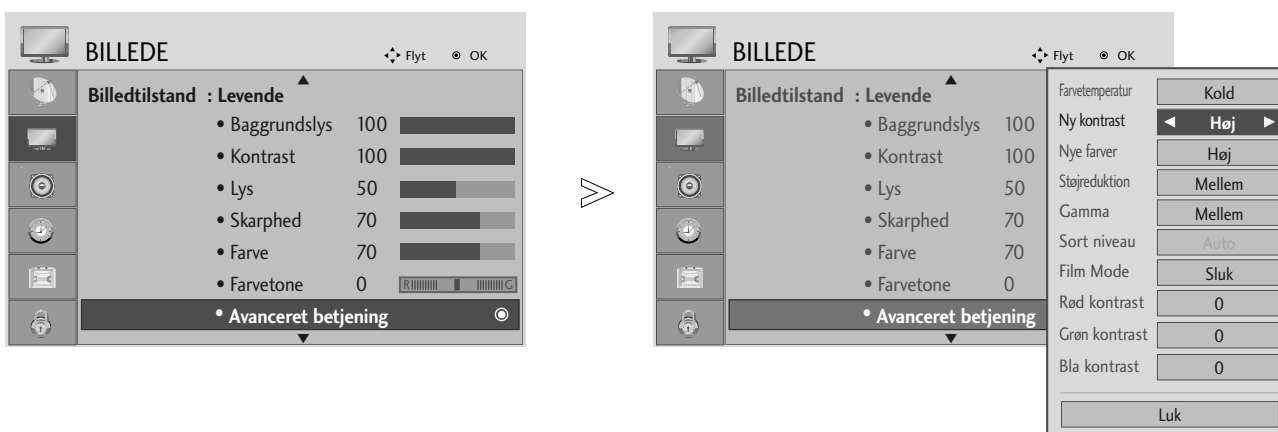 BILLEDE Flyt OK
Billedtilstand : Levende
• Baggrundslys 100
• Kontrast 100
• Lys 50
• Skarphed 70
• Farve 70
• Farvetone 0 R G
• Avanceret betjening
BILLEDE Flyt OK
Billedtilstand : Levende
• Baggrundslys 100
• Kontrast 100
• Lys 50
• Skarphed 70
• Farve 70
• Farvetone 0
• Avanceret betjening
Farvetemperatur Kold
Ny kontrast Høj
Nye farver Høj
Støjreduktion Mellem
Gamma Mellem
Sort niveau Auto
Film Mode Sluk
Rød kontrast 0
Grøn kontrast 0
Bla kontrast 0
Luk